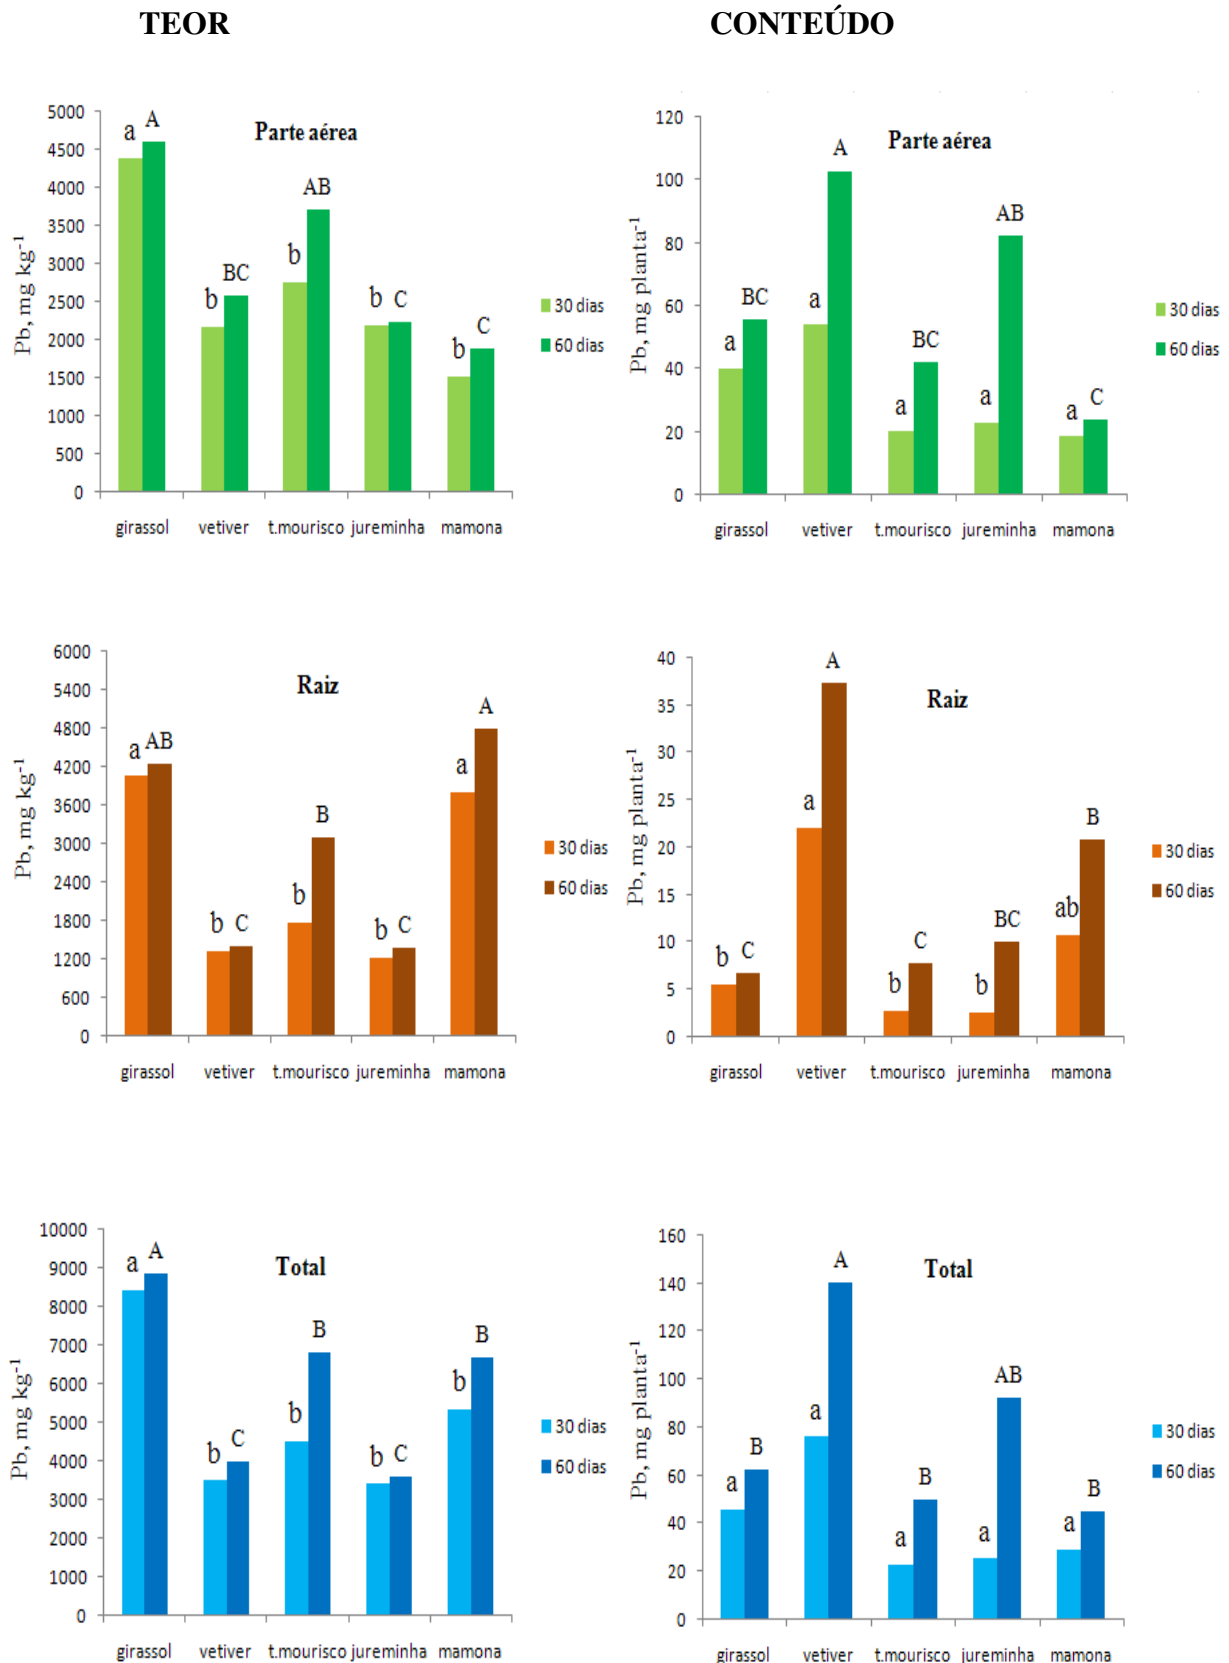 TEOR
CONTEÚDO
Parte aérea
Pb, mg kg-1
5000
4500
4000
3500
3000
2500
2000
1500
1000
500
0
a A
b BC
b AB
b C
b C
girassol vetiver t.mourisco jureminha mamona
30 dias
60 dias
Parte aérea
Pb, mg planta-1
120
100
80
60
40
20
0
a BC
a A
a BC
a AB
a C
girassol vetiver t.mourisco jureminha mamona
30 dias
60 dias
Raiz
Pb, mg kg-1
6000
5400
4800
4200
3600
3000
2400
1800
1200
600
0
a AB
b C
b B
b C
a A
girassol vetiver t.mourisco jureminha mamona
30 dias
60 dias
Raiz
Pb, mg planta-1
40
35
30
25
20
15
10
5
0
b C
a A
b C
b BC
ab B
girassol vetiver t.mourisco jureminha mamona
30 dias
60 dias
Total
Pb, mg kg-1
10000
9000
8000
7000
6000
5000
4000
3000
2000
1000
0
a A
b C
b B
b C
b B
girassol vetiver t.mourisco jureminha mamona
30 dias
60 dias
Total
Pb, mg planta-1
160
140
120
100
80
60
40
20
0
a B
a A
a B
a AB
a B
girassol vetiver t.mourisco jureminha mamona
30 dias
60 dias